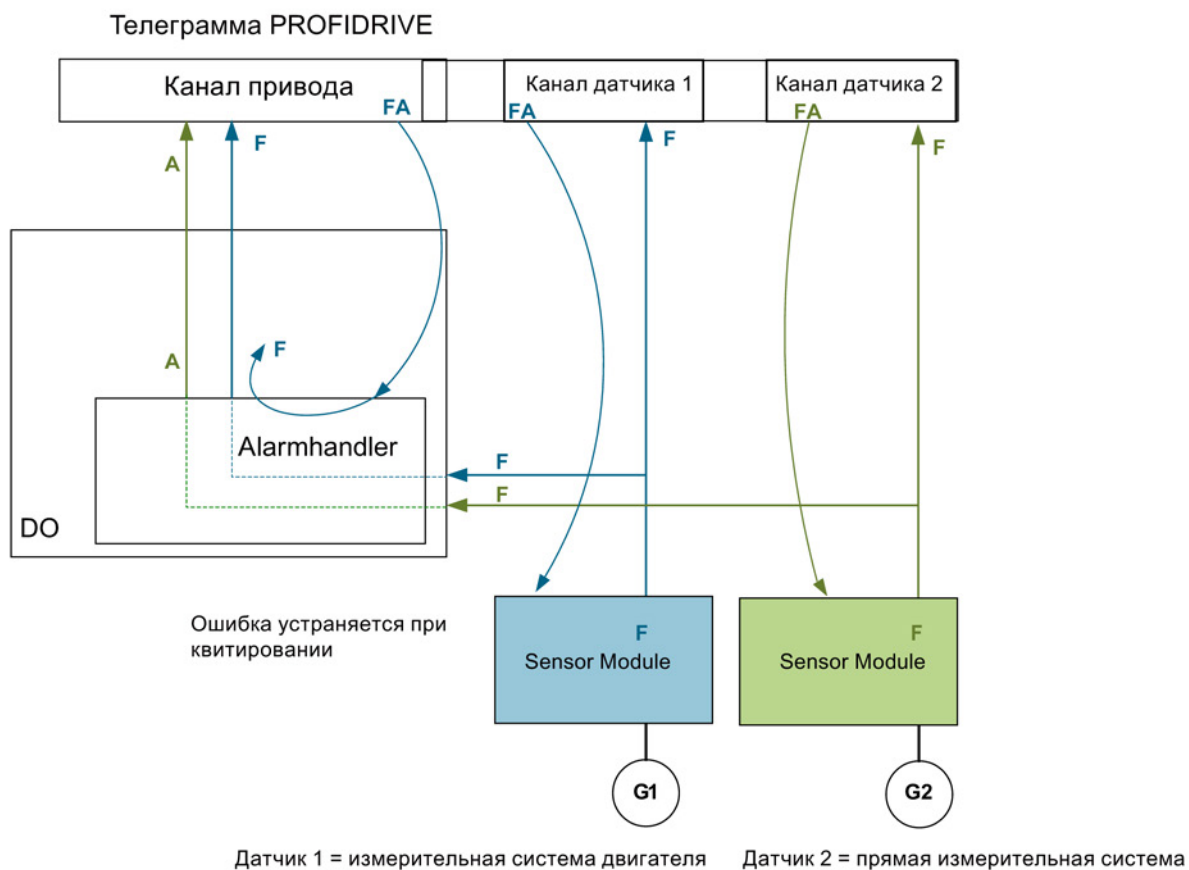 Телеграмма PROFIDRIVE
Канал привода
Канал датчика 1
Канал датчика 2
FA
FA
FA
A
F
F
F
A
F
Alarmhandler
F
F
DO
Ошибка устраняется при
квитировании
F
Sensor Module
F
Sensor Module
G1
G2
Датчик 1 = измерительная система двигателя
Датчик 2 = прямая измерительная система